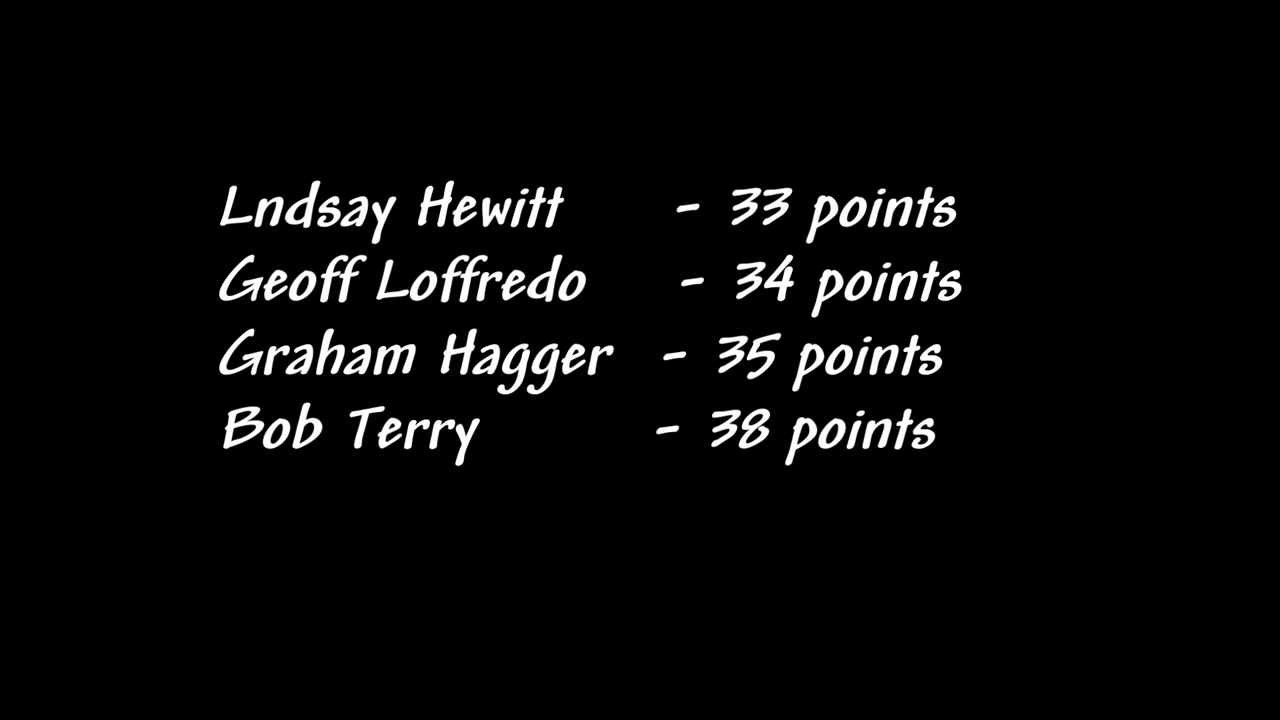 Lndsay Hewitt - 33 points
Geoff Loffredo - 34 points
Graham Hagger - 35 points
Bob Terry - 38 points